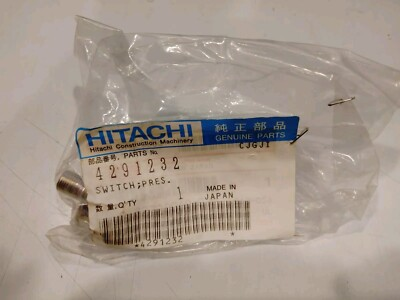 HITACHI
Hitachi Construction Machinery
純正部品
GENUINE PARTS
部品番号, PARTS No.
CJGJ1
4291232
SWITCH;PRES.
数量, Q'TY
1
MADE IN
JAPAN
*4291232